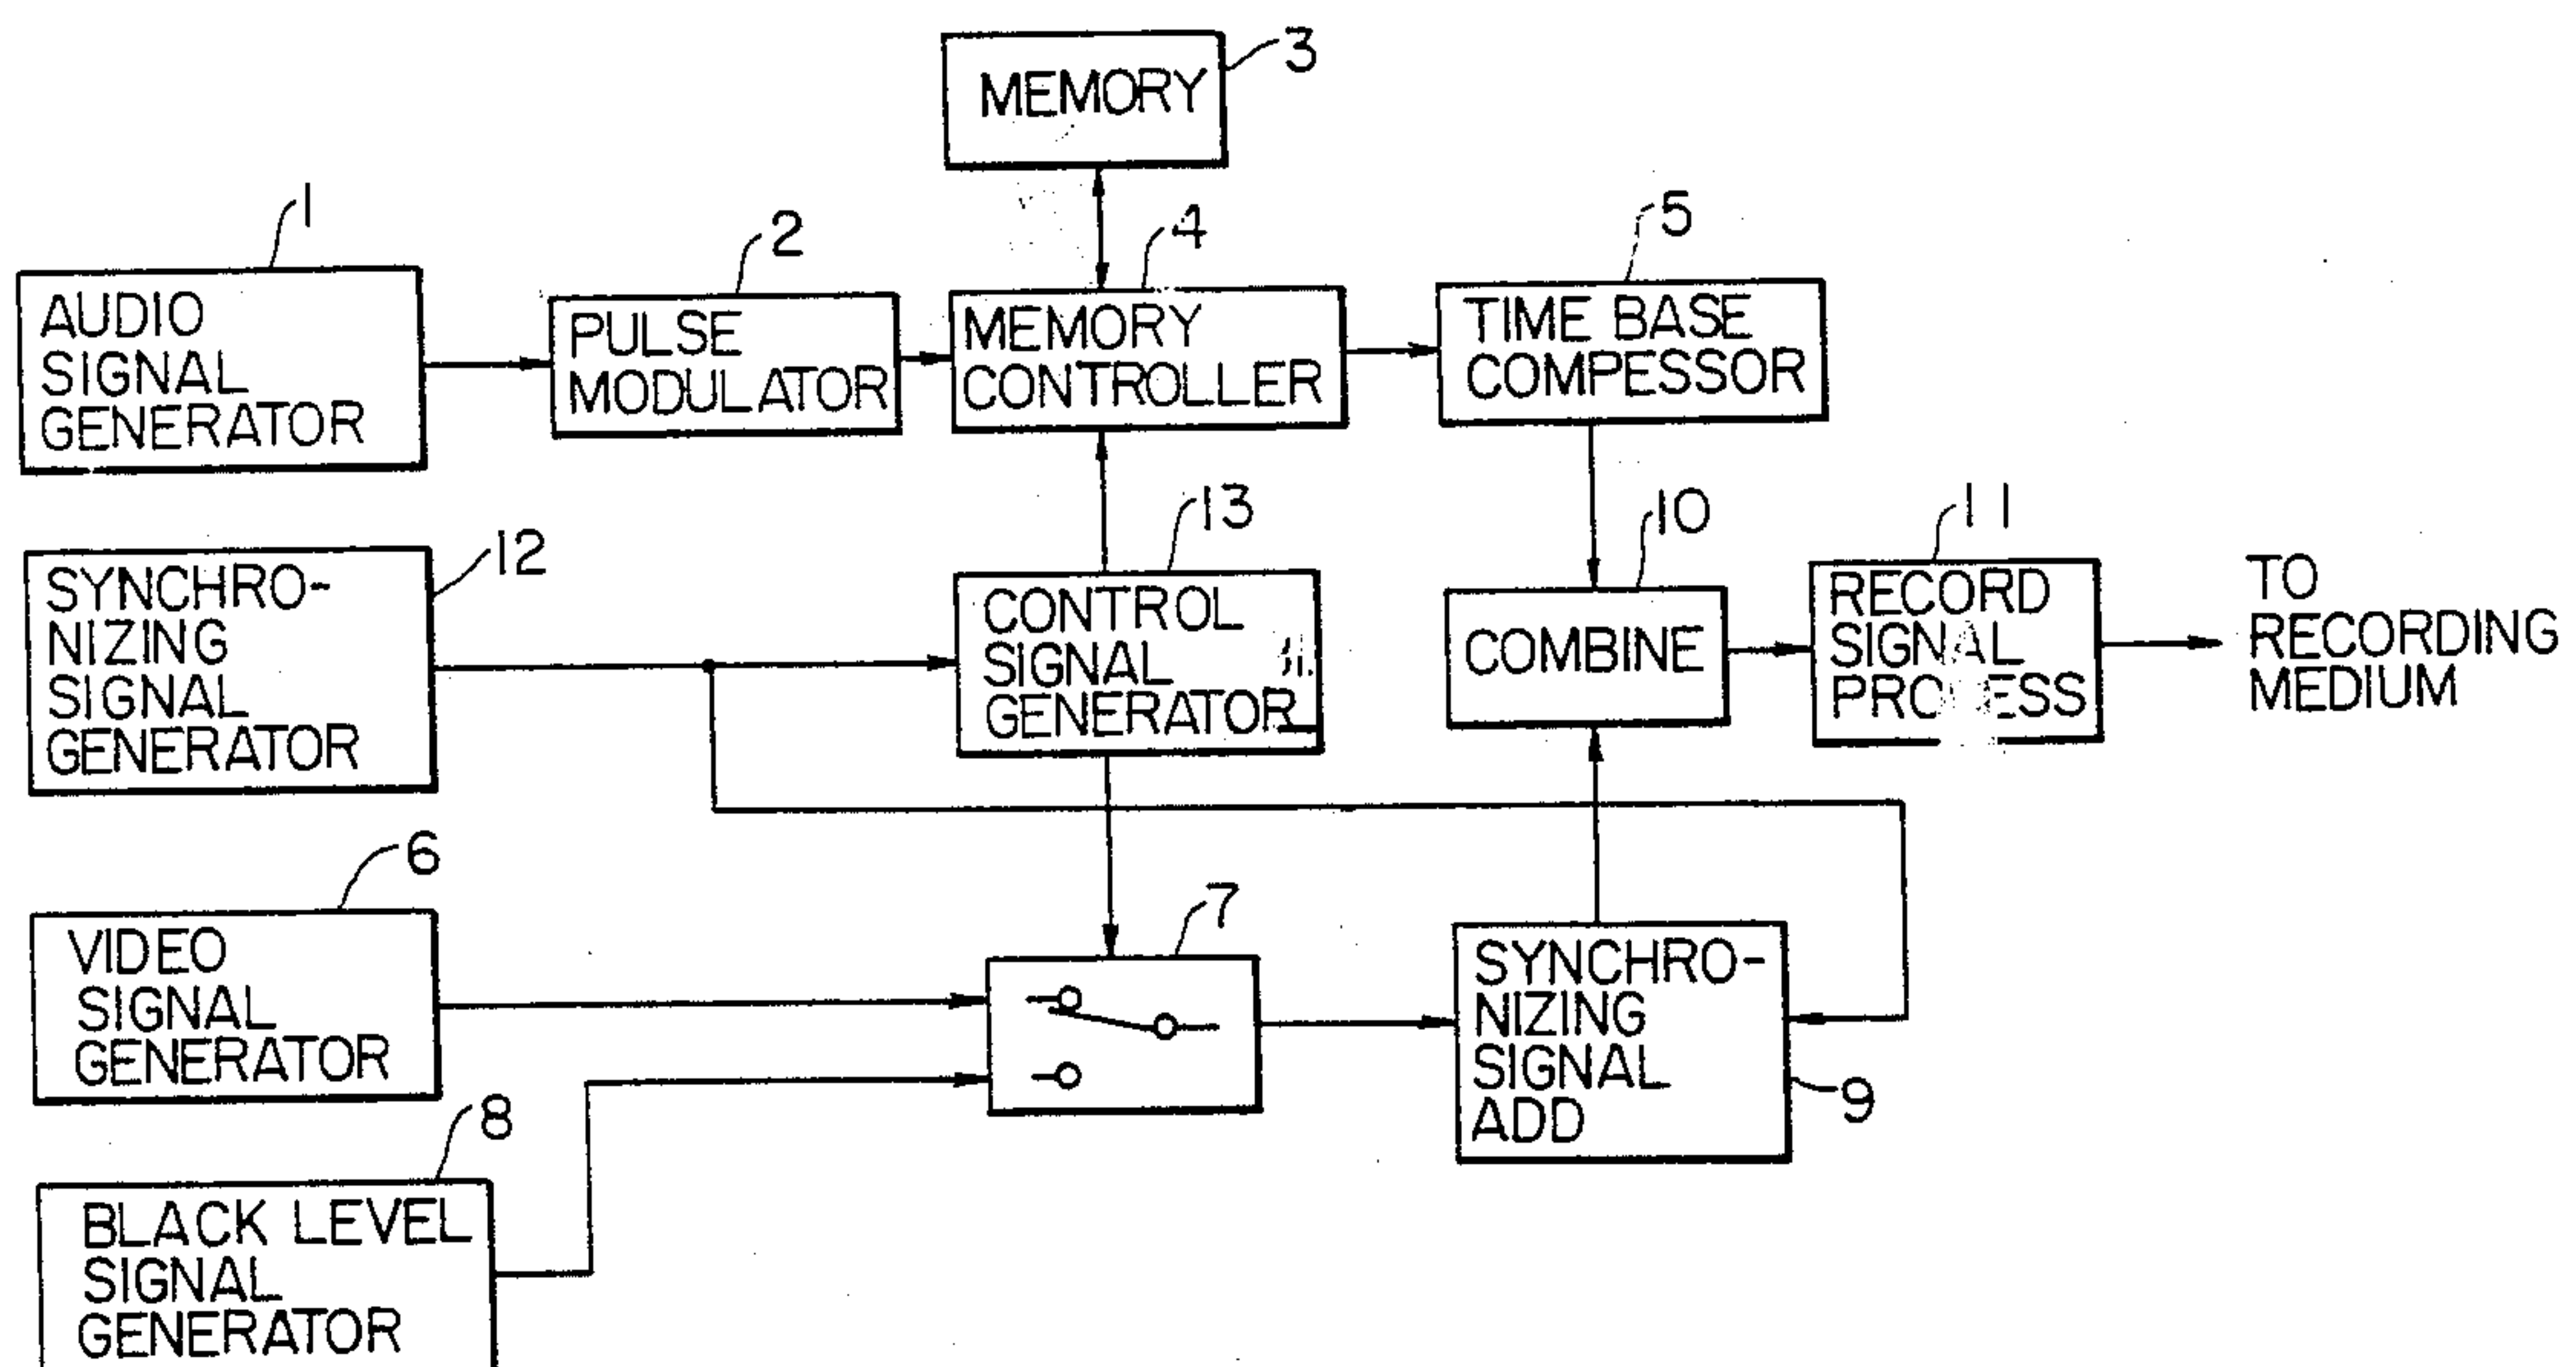 3
MEMORY
1
2
4
5
AUDIO
SIGNAL
GENERATOR
PULSE
MODULATOR
MEMORY
CONTROLLER
TIME BASE
COMPESSOR
12
13
10
11
SYNCHRO-
NIZING
SIGNAL
GENERATOR
CONTROL
SIGNAL
GENERATOR
COMBINE
RECORD
SIGNAL
PROCESS
TO
RECORDING
MEDIUM
6
7
VIDEO
SIGNAL
GENERATOR
SYNCHRO-
NIZING
SIGNAL
ADD
9
8
BLACK LEVEL
SIGNAL
GENERATOR